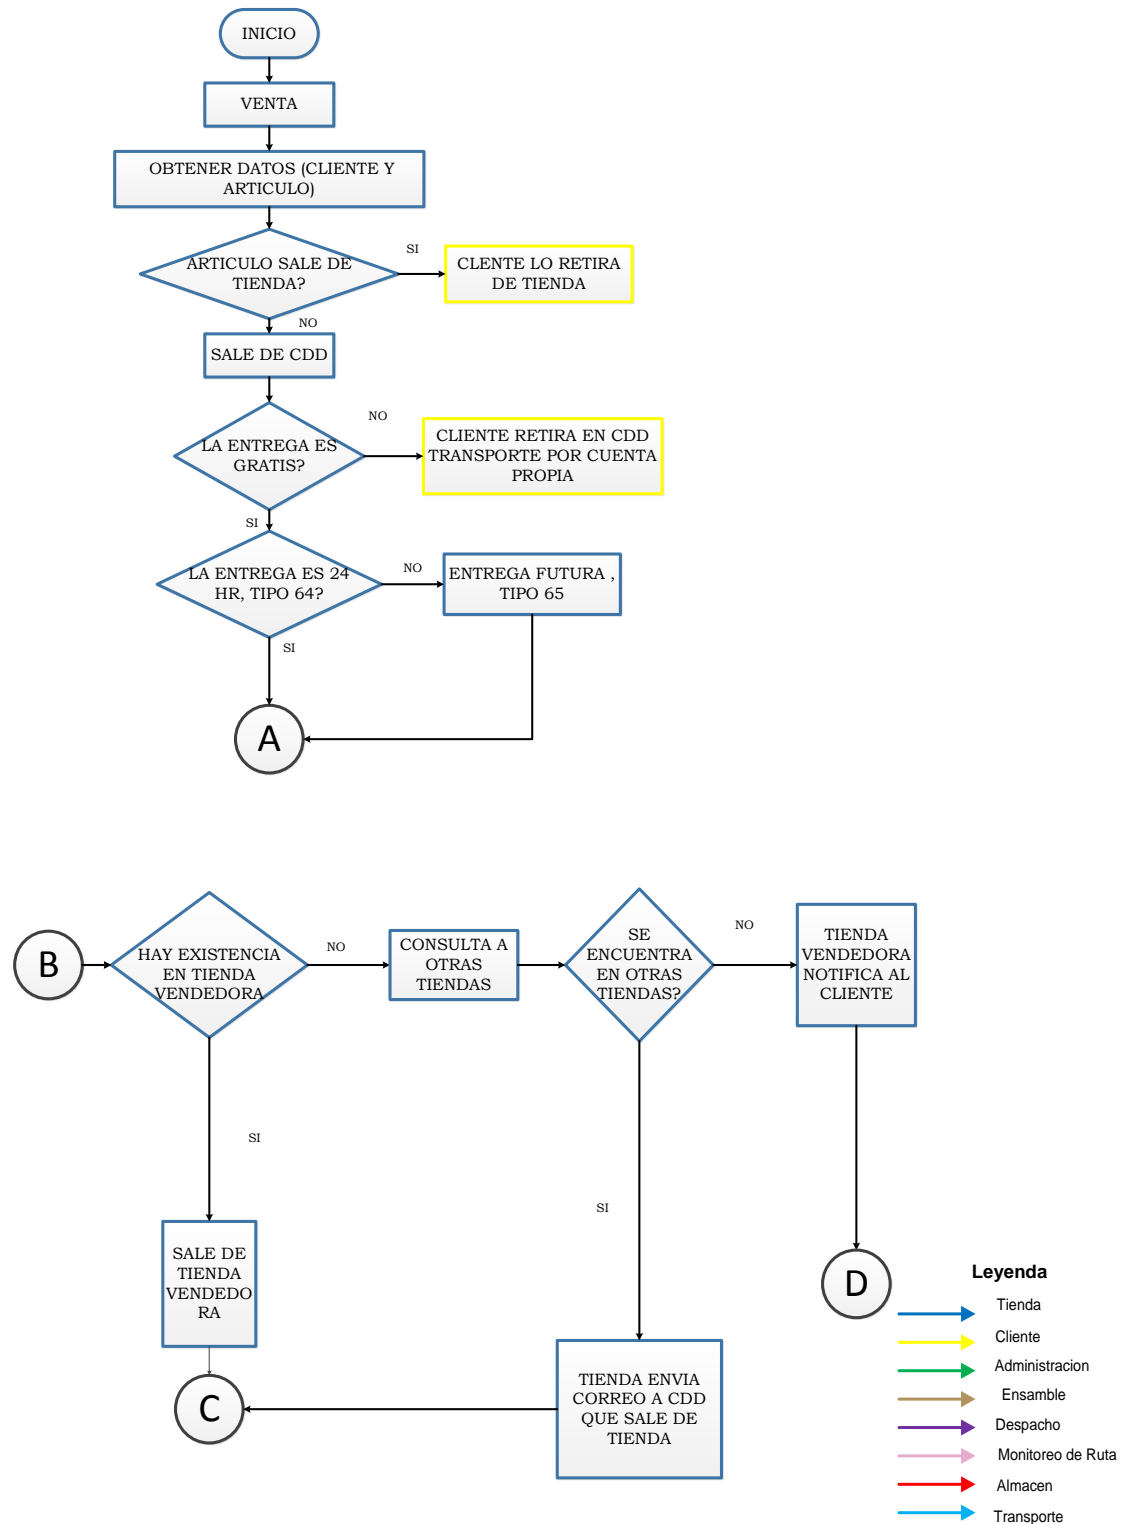 INICIO
VENTA
OBTENER DATOS (CLIENTE Y
ARTICULO)
ARTICULO SALE DE
TIENDA?
SI
CLENTE LO RETIRA
DE TIENDA
NO
SALE DE CDD
LA ENTREGA ES
GRATIS?
NO
CLIENTE RETIRA EN CDD
TRANSPORTE POR CUENTA
PROPIA
SI
LA ENTREGA ES 24
HR, TIPO 64?
NO
ENTREGA FUTURA ,
TIPO 65
SI
A
B
HAY EXISTENCIA
EN TIENDA
VENDEDORA
NO
CONSULTA A
OTRAS
TIENDAS
SE
ENCUENTRA
EN OTRAS
TIENDAS?
NO
TIENDA
VENDEDORA
NOTIFICA AL
CLIENTE
SI
SI
SALE DE
TIENDA
VENDEDO
RA
D
C
TIENDA ENVIA
CORREO A CDD
QUE SALE DE
TIENDA
Leyenda
Tienda
Cliente
Administracion
Ensamble
Despacho
Monitoreo de Ruta
Almacen
Transporte